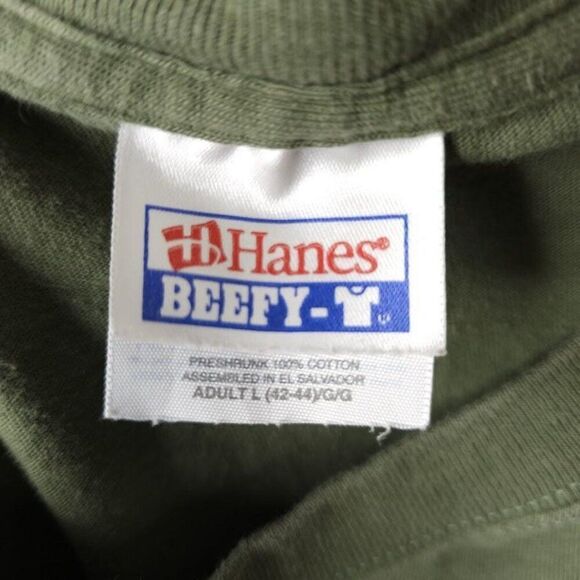 Hanes®
BEEFY-
PRESHRUNK 100% COTTON
ASSEMBLED IN EL SALVADOR
ADULT L (42-44)/G/G